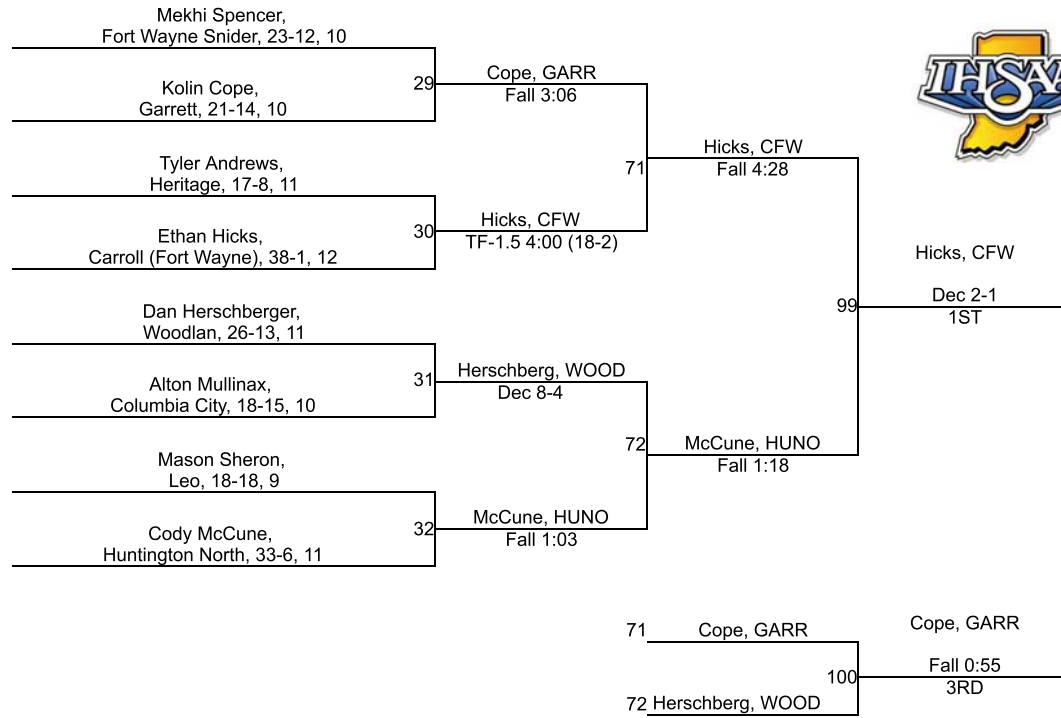 Mekhi Spencer,
Fort Wayne Snider, 23-12, 10
29
Cope, GARR
Fall 3:06
Kolin Cope,
Garrett, 21-14, 10
IHSAA
71
Hicks, CFW
Fall 4:28
Tyler Andrews,
Heritage, 17-8, 11
30
Hicks, CFW
TF-1.5 4:00 (18-2)
Ethan Hicks,
Carroll (Fort Wayne), 38-1, 12
99
Hicks, CFW
Dec 2-1
1ST
Dan Herschberger,
Woodlan, 26-13, 11
31
Herschberg, WOOD
Dec 8-4
Alton Mullinax,
Columbia City, 18-15, 10
72
McCune, HUNO
Fall 1:18
Mason Sheron,
Leo, 18-18, 9
32
McCune, HUNO
Fall 1:03
Cody McCune,
Huntington North, 33-6, 11
71
Cope, GARR
100
Cope, GARR
Fall 0:55
3RD
72 Herschberg, WOOD